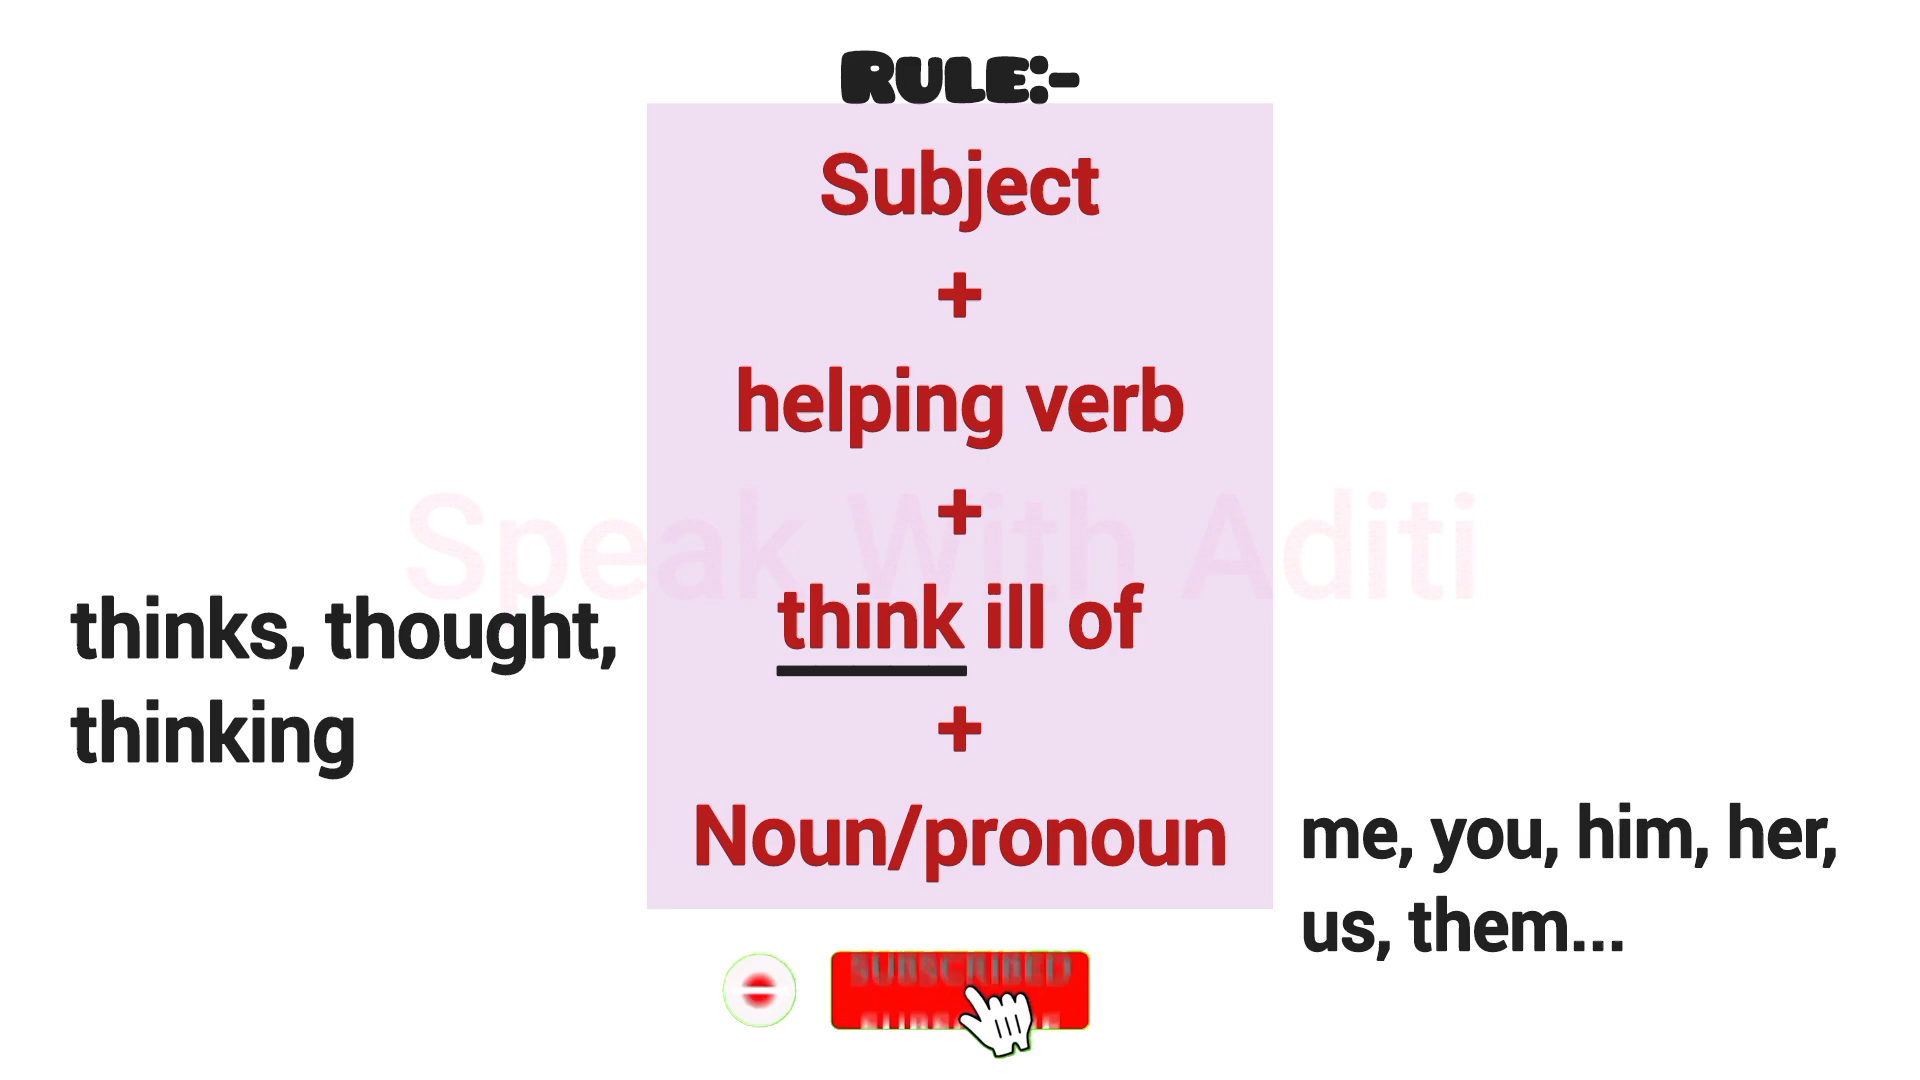 RULE:-
Subject
+
helping verb
+
Speak With Aditi
think ill of
thinks, thought,
thinking
+
Noun/pronoun
me, you, him, her,
us, them...
SUBSCRIBED